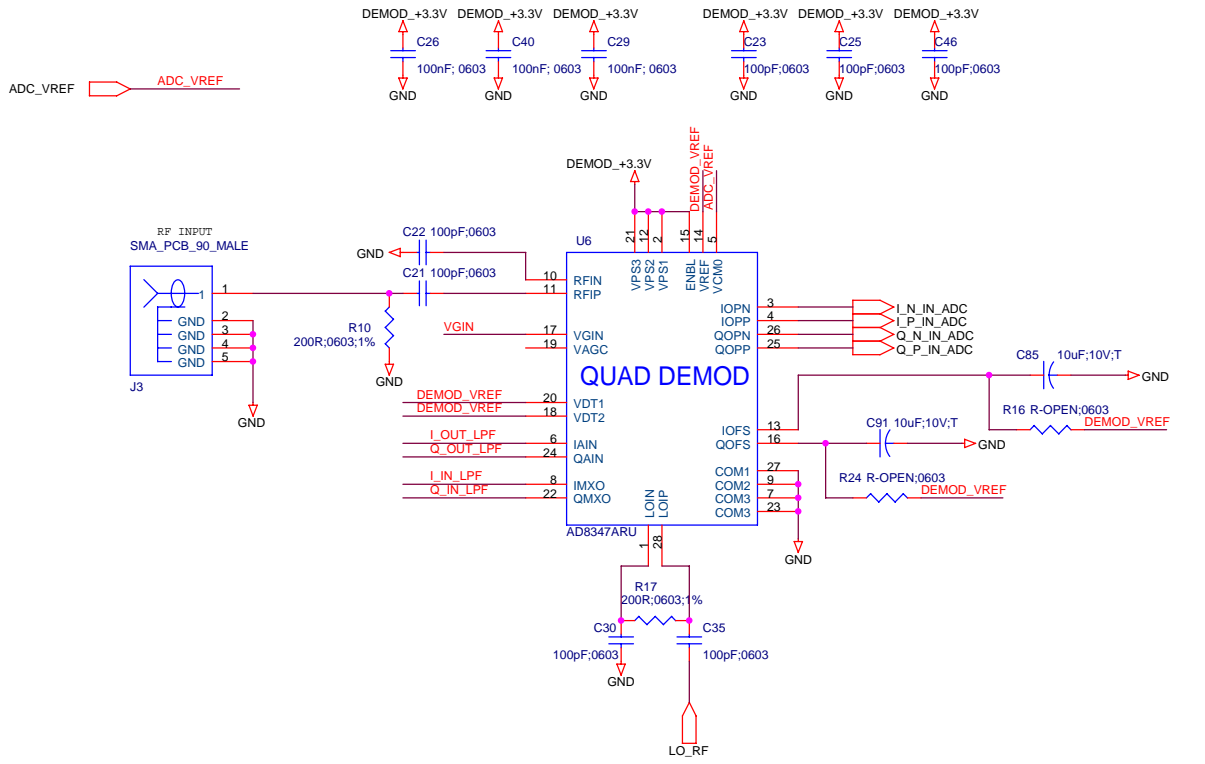 DEMOD_+3.3V
DEMOD_+3.3V
DEMOD_+3.3V
DEMOD_+3.3V
DEMOD_+3.3V
DEMOD_+3.3V
C26
C40
C29
C23
C25
C46
100nF; 0603
100nF; 0603
100nF; 0603
100pF;0603
100pF;0603
100pF;0603
GND
GND
GND
GND
GND
GND
ADC_VREF
ADC_VREF
DEMOD_+3.3V
DEMOD_VREF
ADC_VREF
RF INPUT
SMA_PCB_90_MALE
1
1
GND
2
GND
3
GND
4
GND
5
J3
GND
C22 100pF;0603
GND
C21 100pF;0603
R10
200R;0603;1%
GND
U6
21
12
2
15
14
5
VPS3
VPS2
VPS1
ENBL
VREF
VCM0
10
RFIN
11
RFIP
VGIN
17
VGIN
19
VAGC
QUAD DEMOD
DEMOD_VREF
20
VDT1
DEMOD_VREF
18
VDT2
I_OUT_LPF
6
IAIN
Q_OUT_LPF
24
QAIN
I_IN_LPF
8
IMXO
Q_IN_LPF
22
QMXO
IOPN
3
I_N_IN_ADC
IOPP
4
I_P_IN_ADC
QOPN
26
Q_N_IN_ADC
QOPP
25
Q_P_IN_ADC
C85
10uF;10V;T
GND
R16 R-OPEN;0603
DEMOD_VREF
IOFS
13
QOFS
16
C91 10uF;10V;T
GND
R24 R-OPEN;0603
DEMOD_VREF
COM1
27
COM2
9
COM3
7
COM3
23
GND
LOIN
LOIP
AD8347ARU
1
28
R17
200R;0603;1%
C30
100pF;0603
C35
100pF;0603
GND
LO_RF